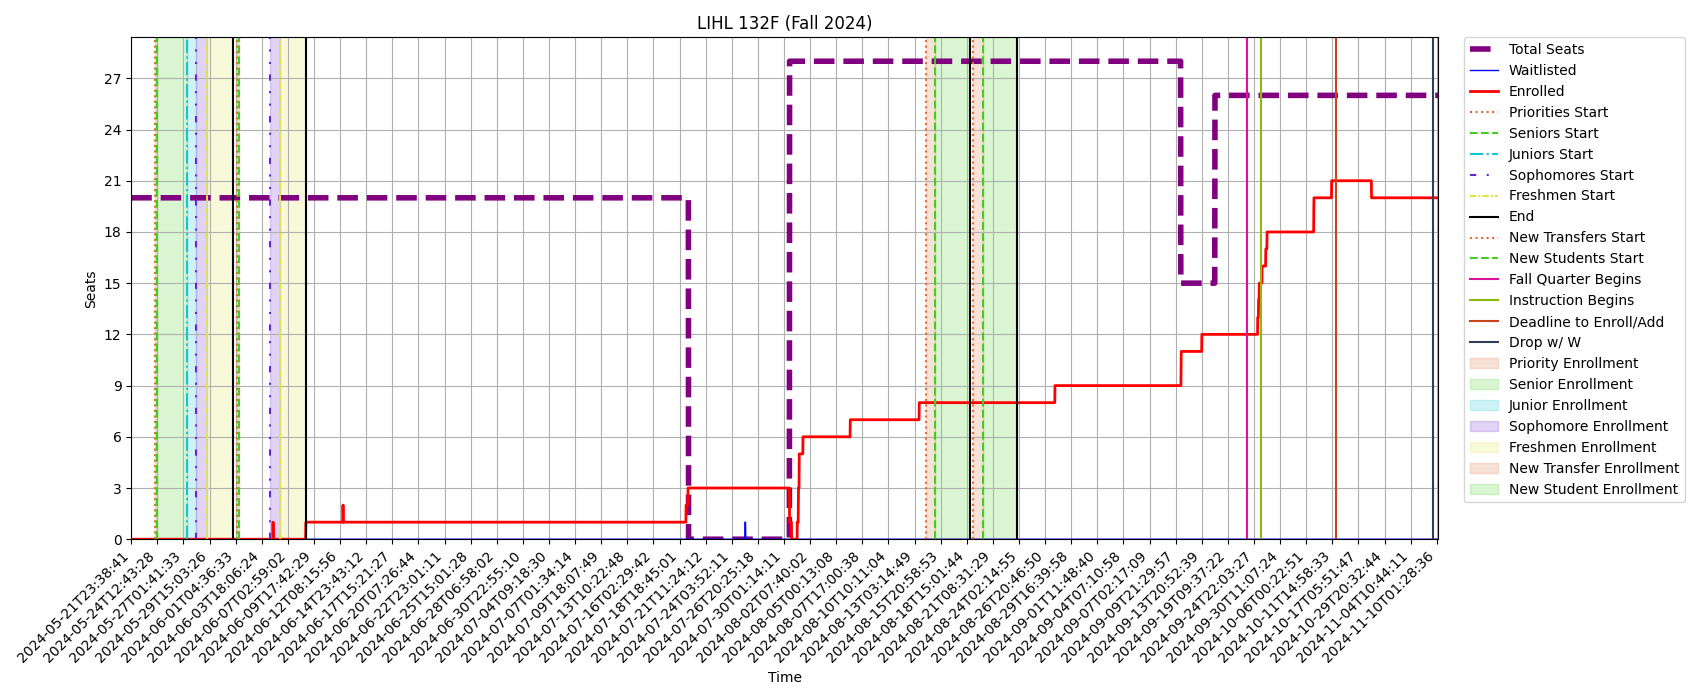 LIHL 132F (Fall 2024)
Seats
27
24
21
18
15
12
9
6
3
0
2024-05-21T23:38:41
2024-05-24T12:43:28
2024-05-27T01:41:33
2024-05-29T15:03:26
2024-06-01T04:36:33
2024-06-03T18:06:24
2024-06-07T02:59:02
2024-06-09T17:42:29
2024-06-12T08:15:56
2024-06-14T23:43:12
2024-06-17T15:21:27
2024-06-20T07:26:44
2024-06-22T23:01:11
2024-06-25T15:01:28
2024-06-28T06:58:02
2024-06-30T22:55:10
2024-07-04T09:18:30
2024-07-07T01:34:14
2024-07-09T18:07:49
2024-07-13T10:22:48
2024-07-16T02:29:42
2024-07-18T18:45:01
2024-07-21T11:24:12
2024-07-24T03:52:11
2024-07-26T20:25:18
2024-07-30T01:14:11
2024-08-02T07:40:02
2024-08-05T00:13:08
2024-08-07T17:00:38
2024-08-10T10:11:04
2024-08-13T03:14:49
2024-08-15T20:58:53
2024-08-18T15:01:44
2024-08-21T08:31:29
2024-08-24T02:14:55
2024-08-26T20:46:50
2024-08-29T16:39:58
2024-09-01T11:48:40
2024-09-04T07:10:58
2024-09-07T02:17:09
2024-09-09T21:29:57
2024-09-13T20:52:39
2024-09-19T09:37:22
2024-09-24T22:03:27
2024-09-30T11:07:24
2024-10-06T00:22:51
2024-10-11T14:58:33
2024-10-17T05:51:47
2024-10-29T20:32:44
2024-11-04T10:44:11
2024-11-10T01:28:36
Time
Total Seats
Waitlisted
Enrolled
Priorities Start
Seniors Start
Juniors Start
Sophomores Start
Freshmen Start
End
New Transfers Start
New Students Start
Fall Quarter Begins
Instruction Begins
Deadline to Enroll/Add
Drop w/ W
Priority Enrollment
Senior Enrollment
Junior Enrollment
Sophomore Enrollment
Freshmen Enrollment
New Transfer Enrollment
New Student Enrollment